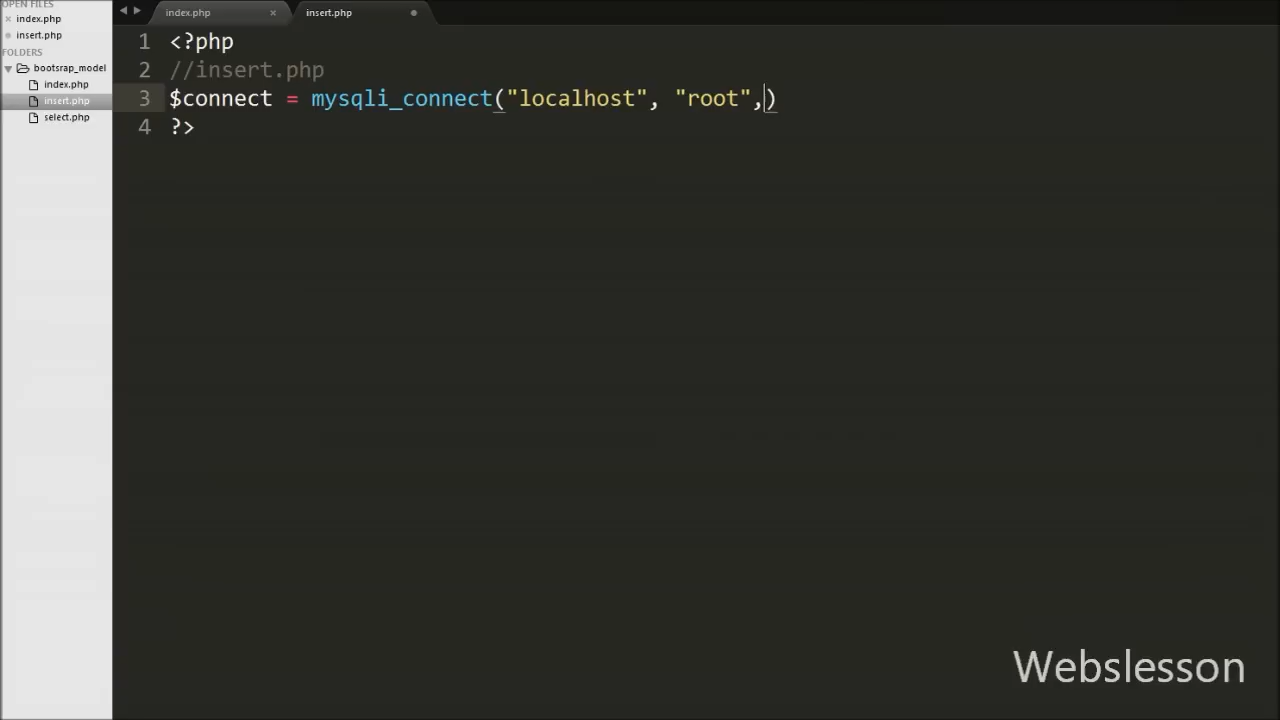 OPEN FILES
index.php
insert.php
FOLDERS
bootsrap_model
index.php
insert.php
select.php
index.php
insert.php
1 <?php
2 //insert.php
3 $connect = mysqli_connect("localhost", "root",)
4 ?>
Webslesson